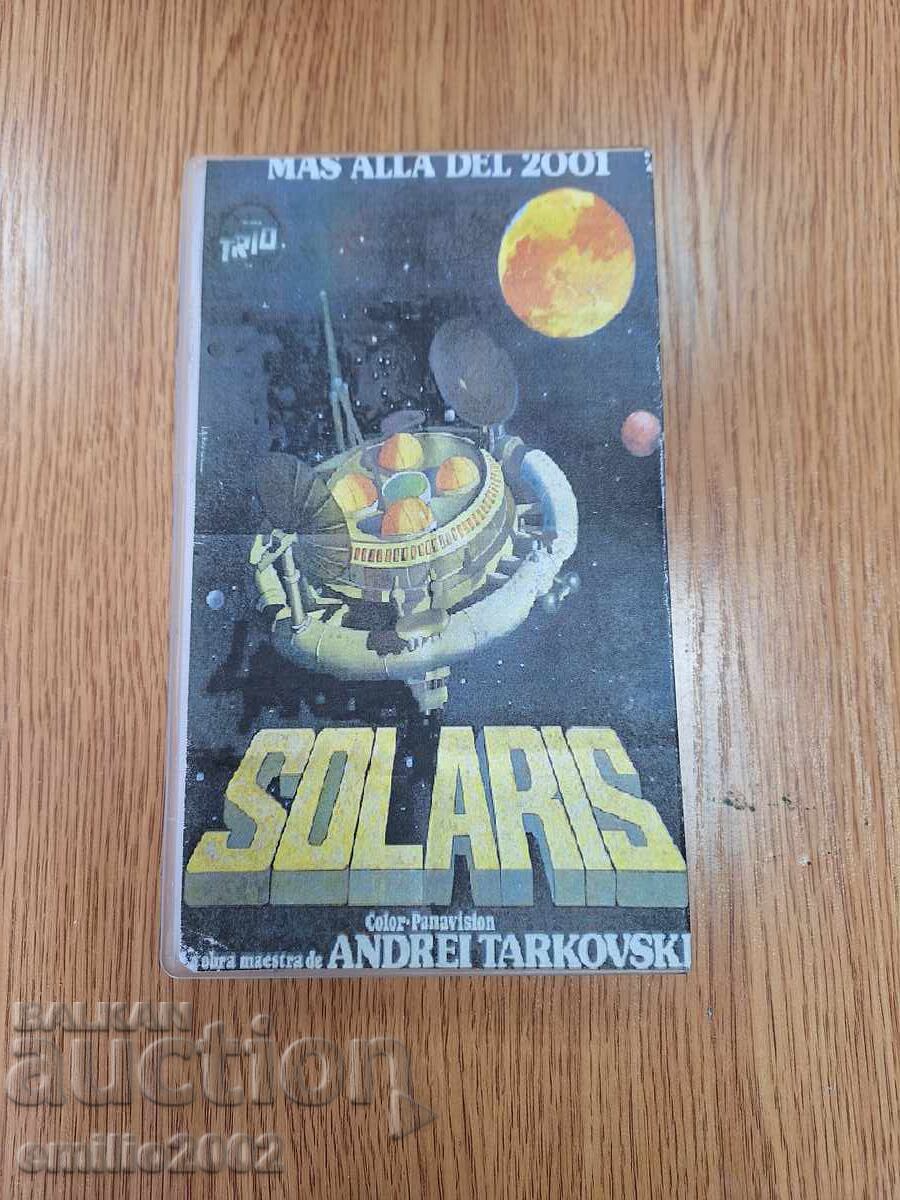 MAS ALLA DEL 2001
TRIO
SOLARIS
Color-Panavision
obra maestra de ANDREI TARKOVSKI
BALKAN
auction
emilio2002